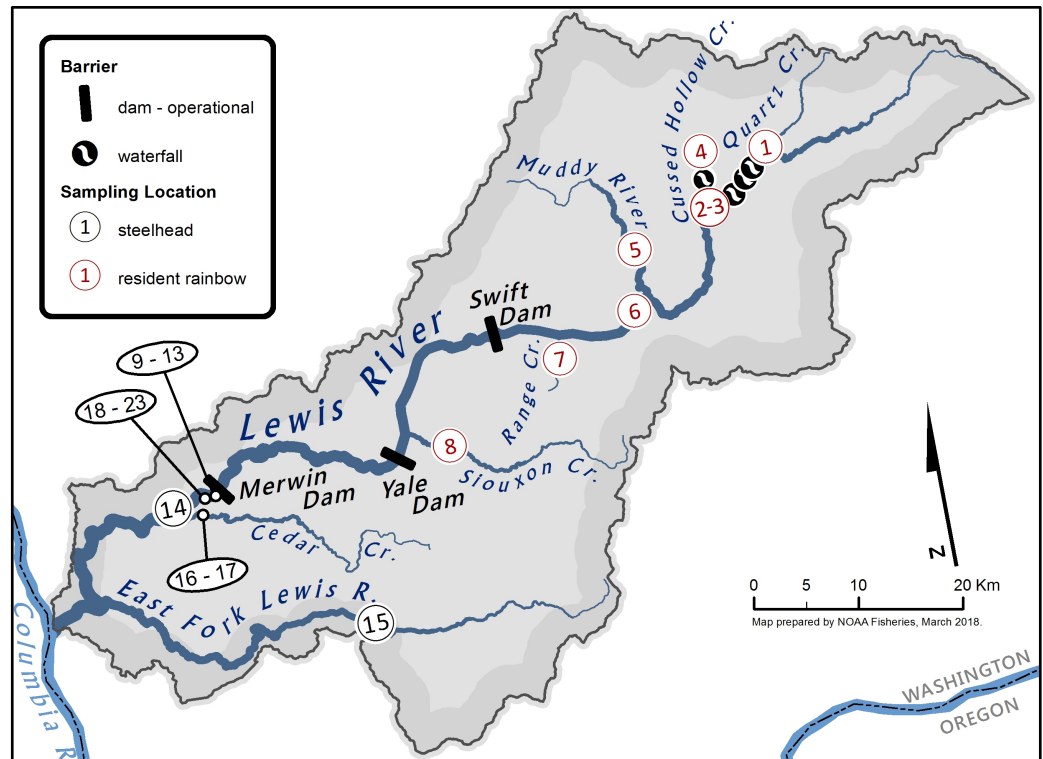 Barrier
dam - operational
waterfall
Sampling Location
1
steelhead
1
resident rainbow
Cussed Hollow Cr.
Quartz Cr.
Muddy River
4
1
2-3
5
6
Swift
Dam
7
Range Cr.
Lewis River
9 - 13
18 - 23
8
Siouxon Cr.
Merwin
Dam
Yale
Dam
14
Cedar Cr.
16 - 17
East Fork Lewis R.
15
Columbia R.
N
0 5 10 20 Km
Map prepared by NOAA Fisheries, March 2018.
WASHINGTON
OREGON